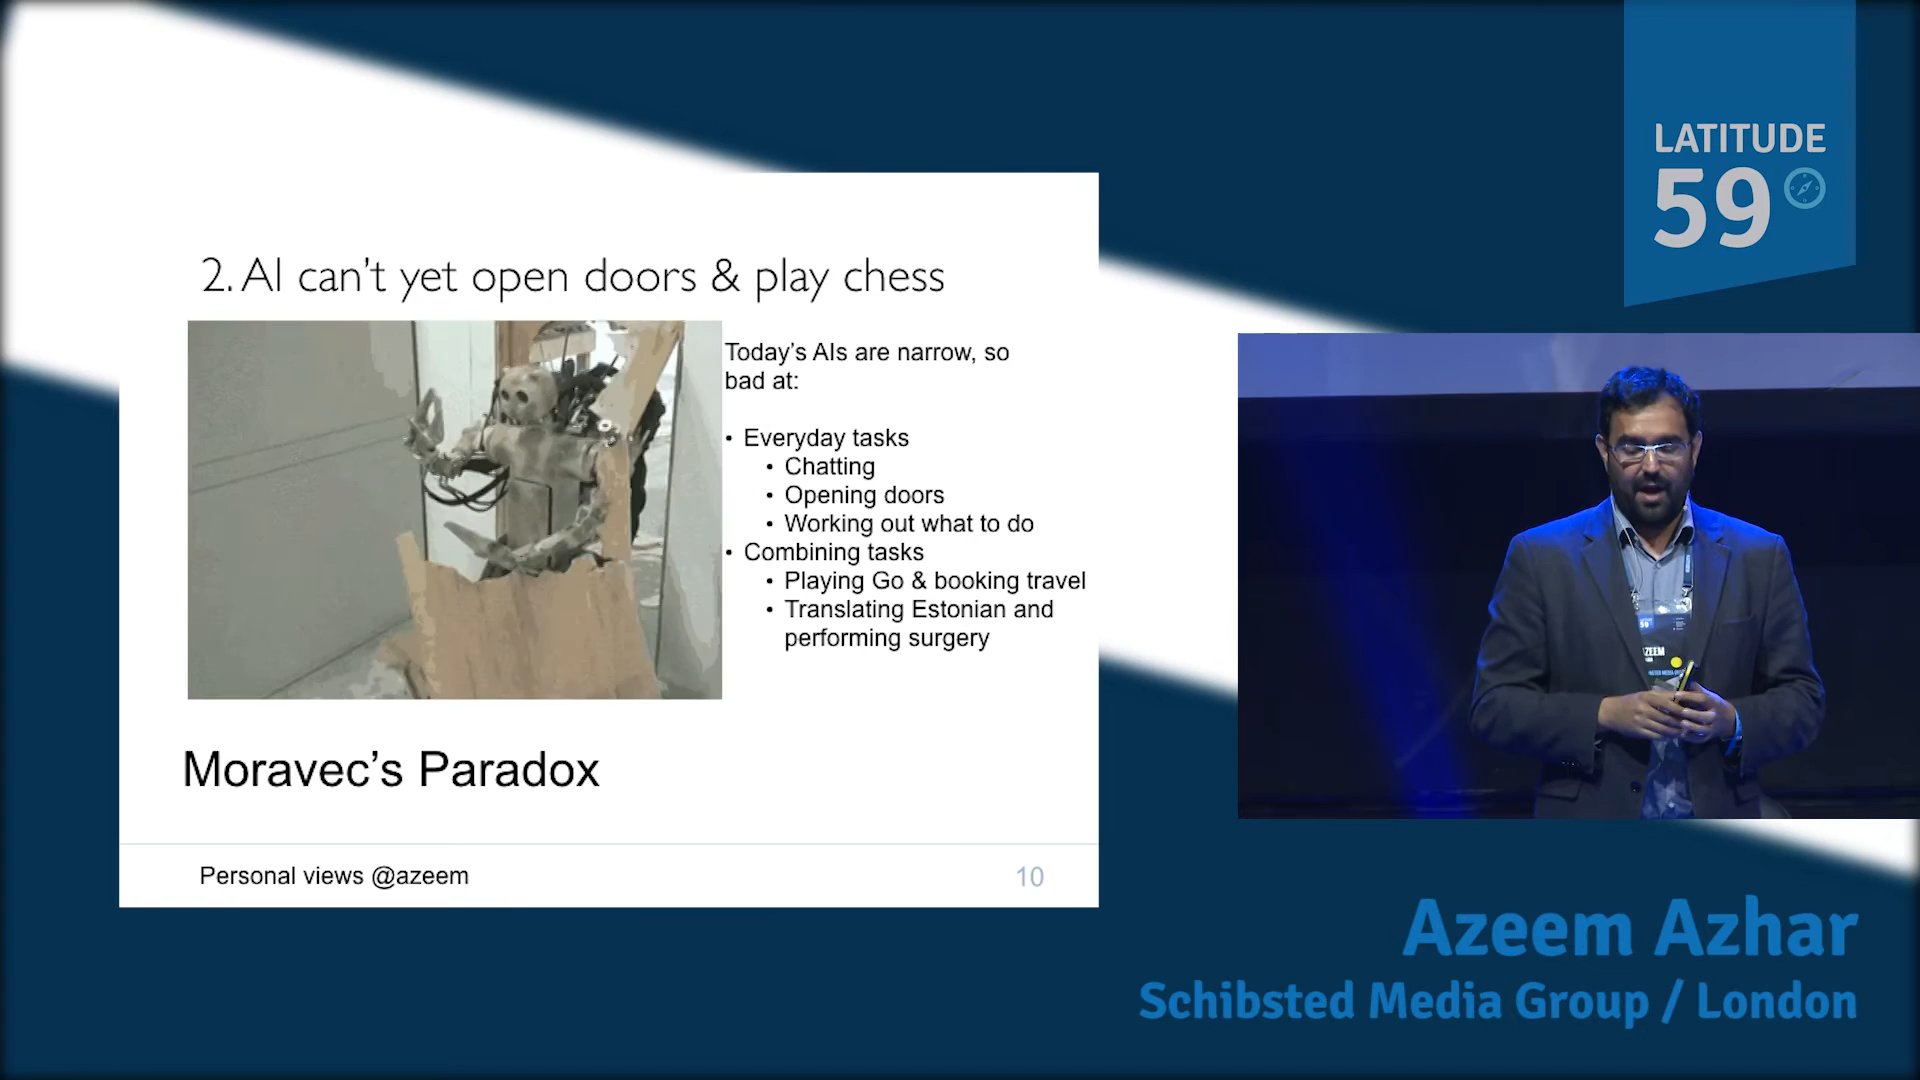 LATITUDE
59
2. AI can't yet open doors & play chess
Today's AIs are narrow, so
bad at:
• Everyday tasks
• Chatting
• Opening doors
• Working out what to do
• Combining tasks
• Playing Go & booking travel
• Translating Estonian and
performing surgery
Moravec's Paradox
Personal views @azeem
10
59
Azeem Azhar
Schibsted Media Group / London